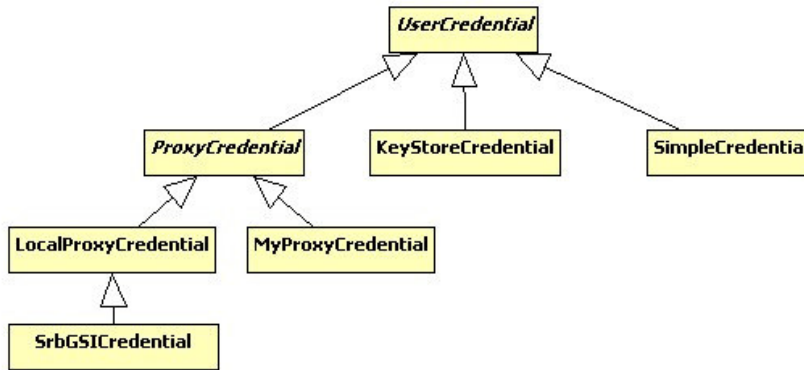 UserCredential
ProxyCredential
KeyStoreCredential
SimpleCredentia
LocalProxyCredential
MyProxyCredential
SrbGSICredential